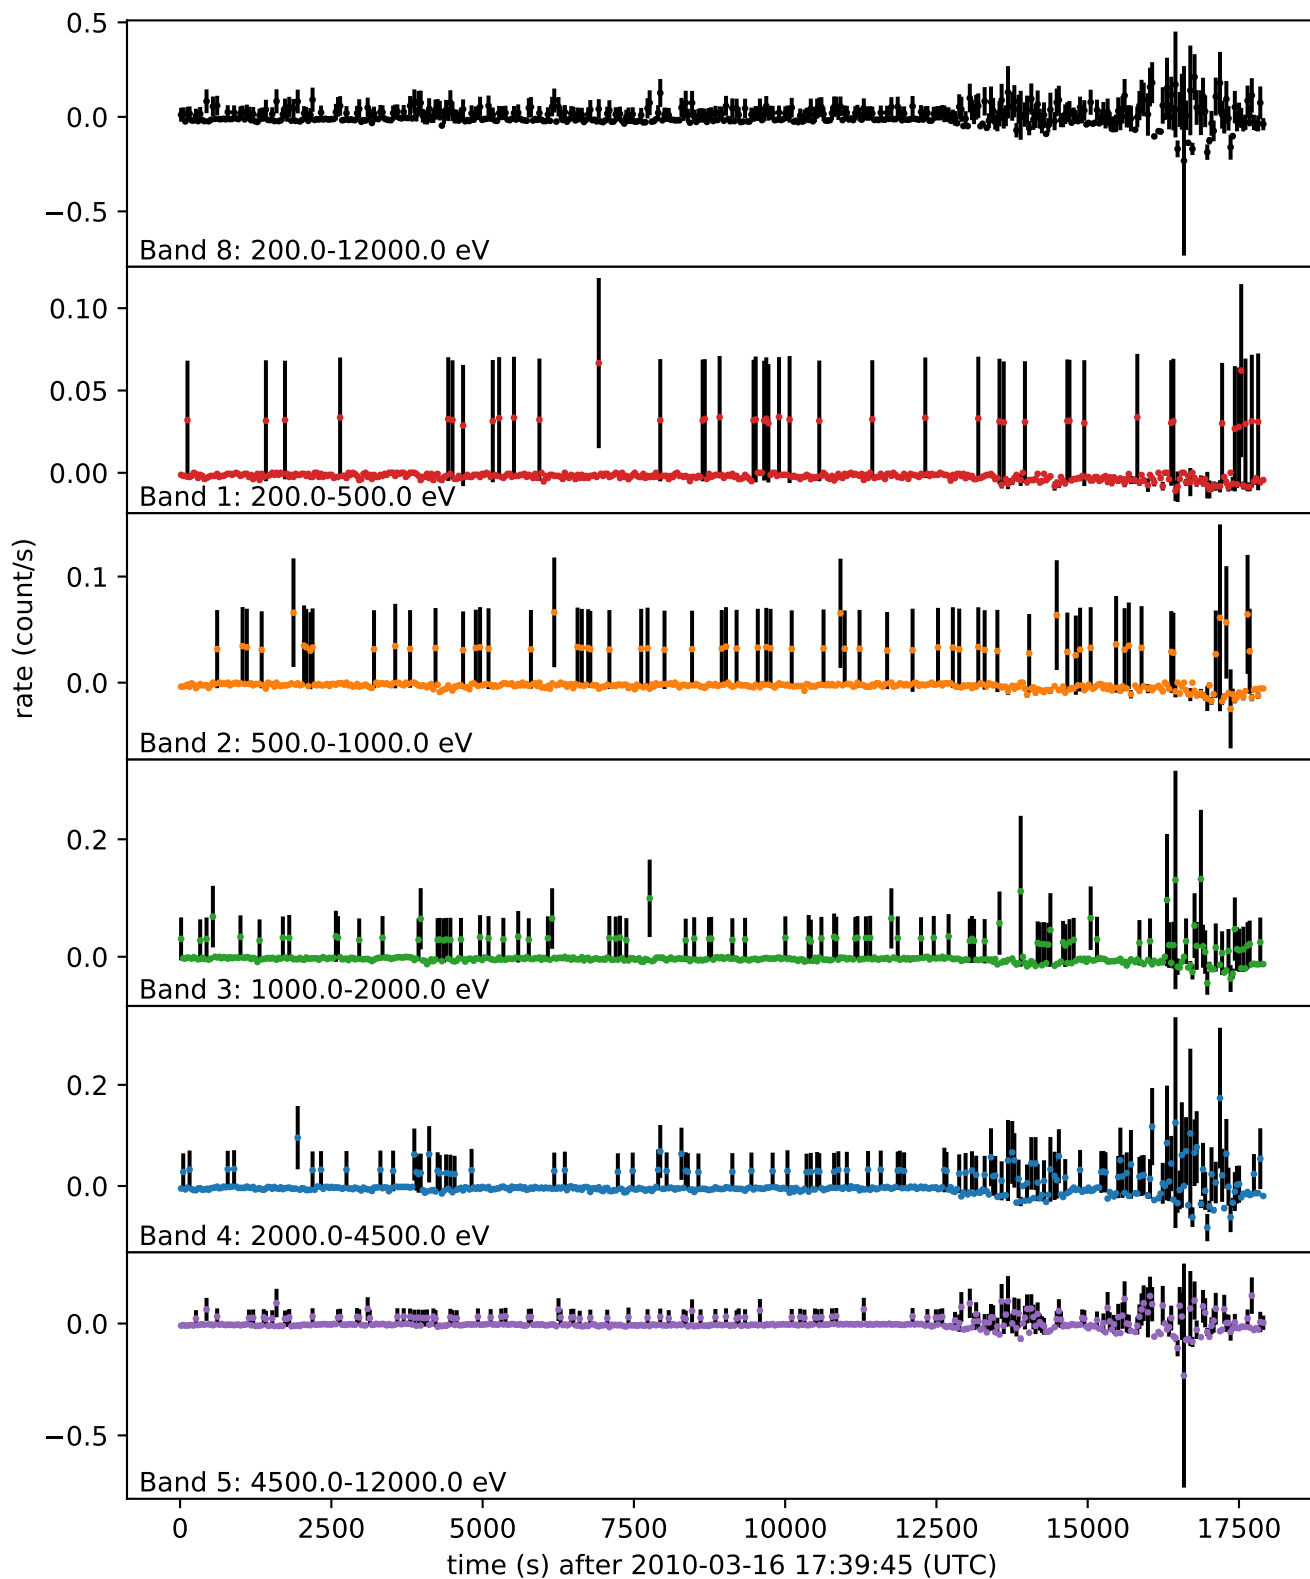 0.5
0.0
−0.5
Band 8: 200.0-12000.0 eV
0.10
0.05
0.00
Band 1: 200.0-500.0 eV
0.1
0.0
Band 2: 500.0-1000.0 eV
rate (count/s)
0.2
0.0
Band 3: 1000.0-2000.0 eV
0.2
0.0
Band 4: 2000.0-4500.0 eV
0.0
−0.5
Band 5: 4500.0-12000.0 eV
0 2500 5000 7500 10000 12500 15000 17500
time (s) after 2010-03-16 17:39:45 (UTC)